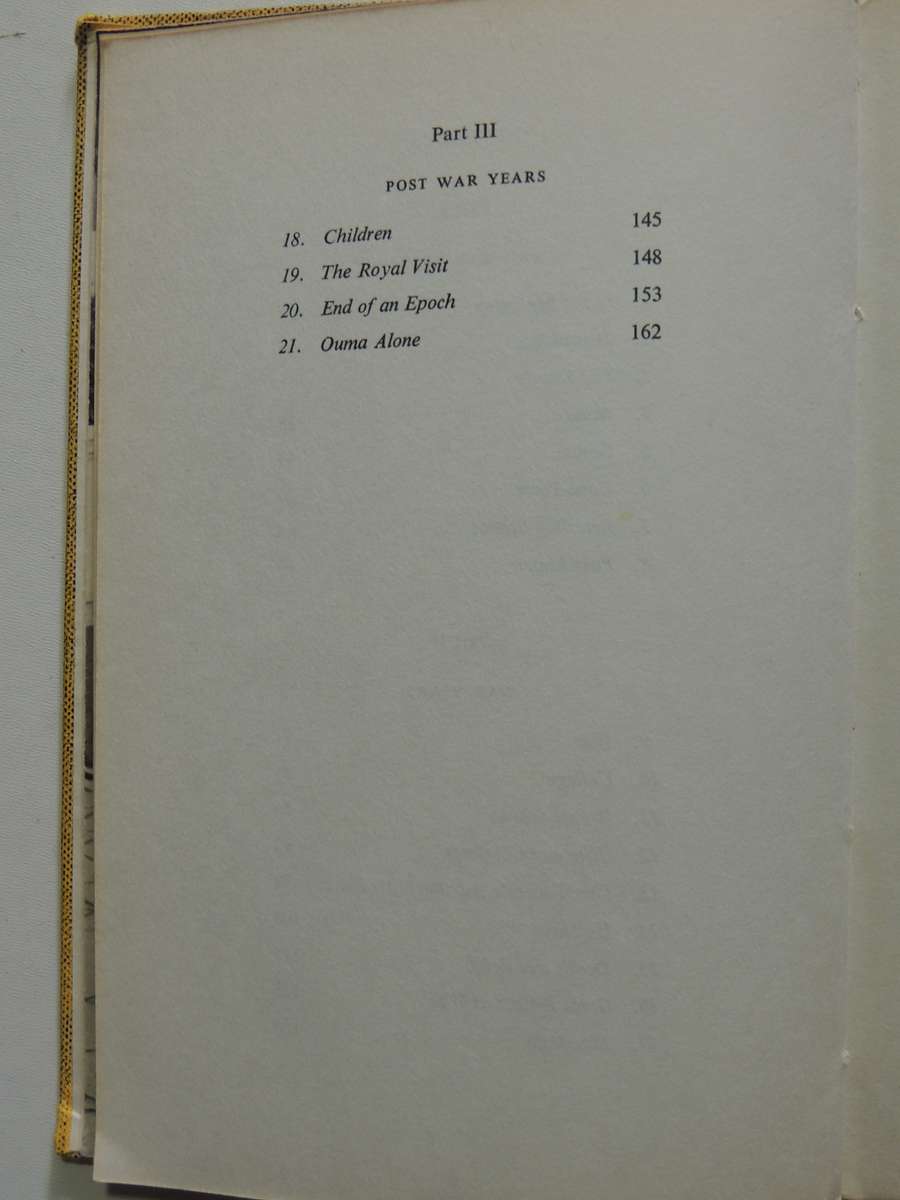 Part III
POST WAR YEARS
18. Children 145
19. The Royal Visit 148
20. End of an Epoch 153
21. Ouma Alone 162